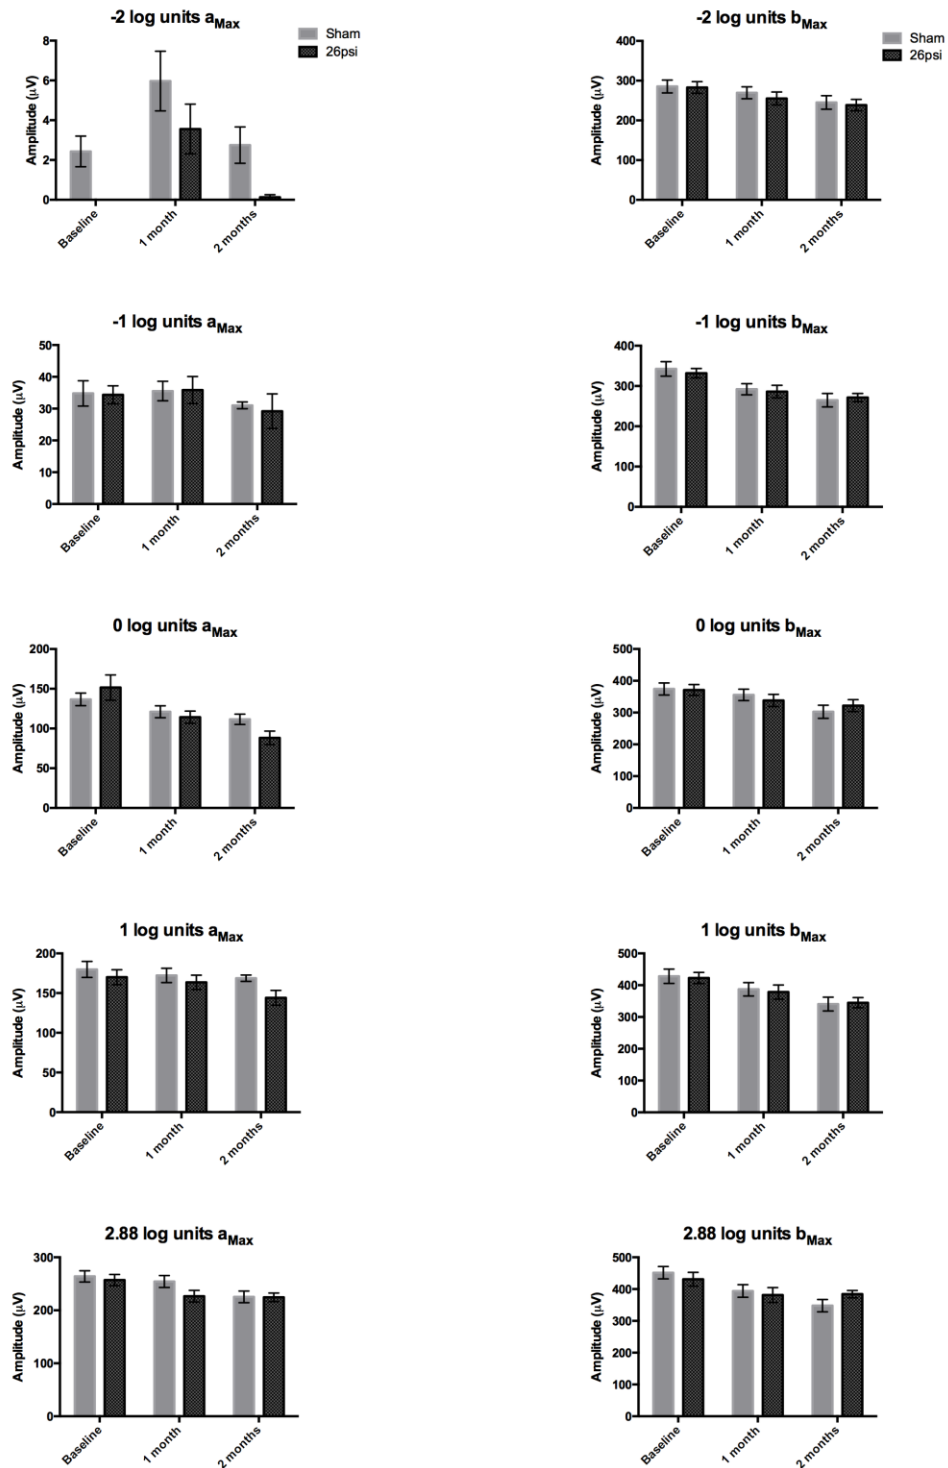 -2 log units aMax
Sham
26psi
Amplitude (µV)
8
6
4
2
0
Baseline
1 month
2 months
-2 log units bMax
Sham
26psi
Amplitude (µV)
400
300
200
100
0
Baseline
1 month
2 months
-1 log units aMax
Amplitude (µV)
50
40
30
20
10
0
Baseline
1 month
2 months
-1 log units bMax
Amplitude (µV)
400
300
200
100
0
Baseline
1 month
2 months
0 log units aMax
Amplitude (µV)
200
150
100
50
0
Baseline
1 month
2 months
0 log units bMax
Amplitude (µV)
500
400
300
200
100
0
Baseline
1 month
2 months
1 log units aMax
Amplitude (µV)
200
150
100
50
0
Baseline
1 month
2 months
1 log units bMax
Amplitude (µV)
500
400
300
200
100
0
Baseline
1 month
2 months
2.88 log units aMax
Amplitude (µV)
300
200
100
0
Baseline
1 month
2 months
2.88 log units bMax
Amplitude (µV)
500
400
300
200
100
0
Baseline
1 month
2 months